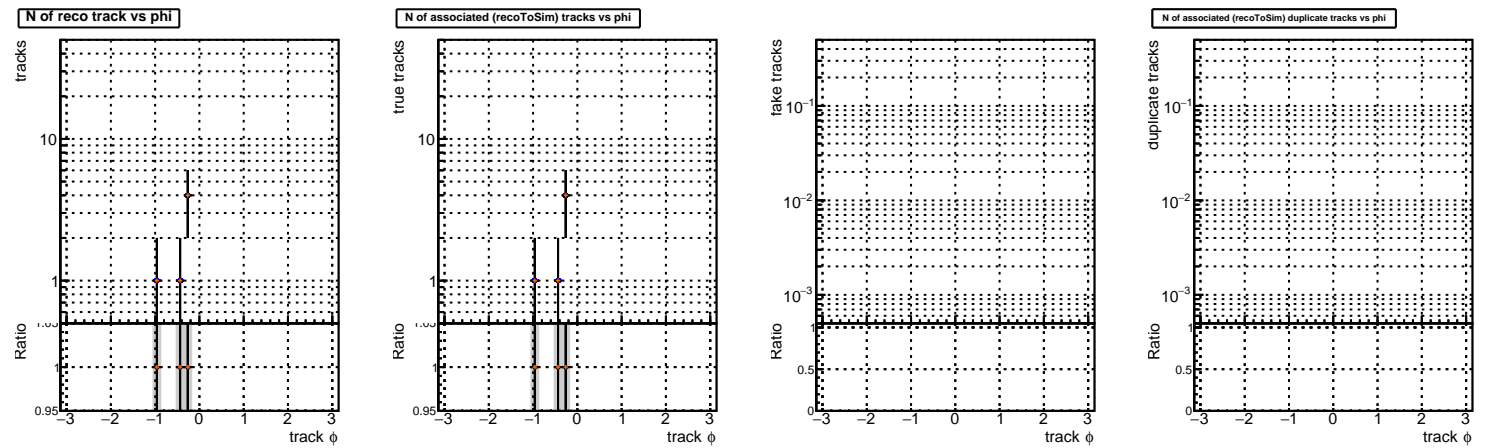 N of reco track vs phi
tracks
10
1
Ratio
1.05
1
0.95
−3 −2 −1 0 1 2 3
track ϕ
N of associated (recoToSim) tracks vs phi
true tracks
10
1
Ratio
1.05
1
0.95
−3 −2 −1 0 1 2 3
track ϕ
fake tracks
10−1
10−2
10−3
Ratio
1
0.5
0
−3 −2 −1 0 1 2 3
track ϕ
N of associated (recoToSim) duplicate tracks vs phi
duplicate tracks
10−1
10−2
10−3
Ratio
1
0.5
0
−3 −2 −1 0 1 2 3
track ϕ